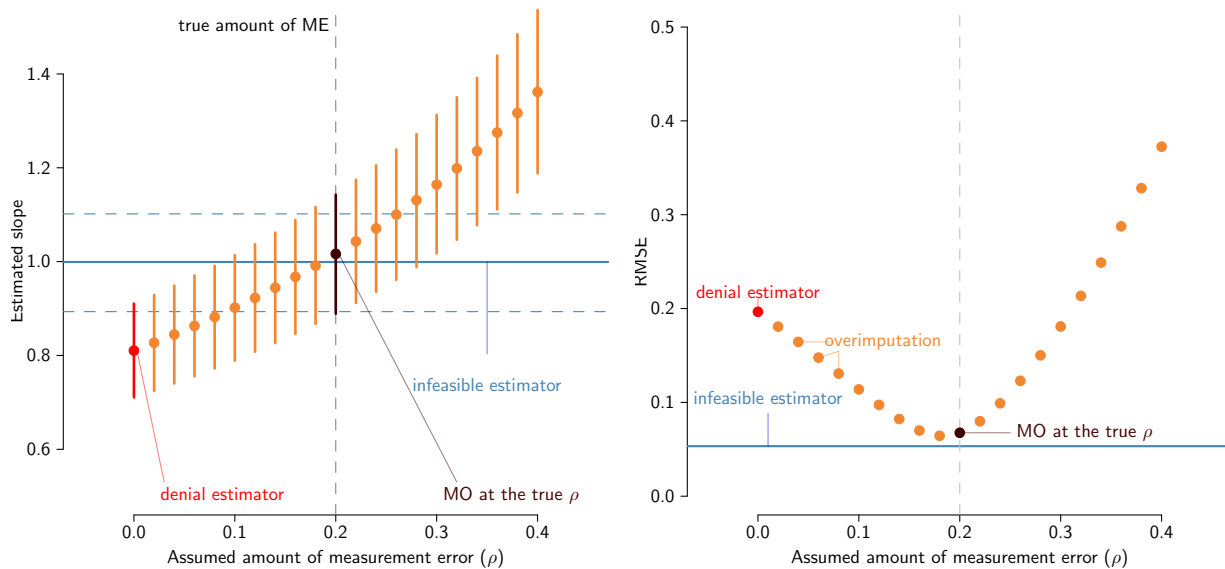 true amount of ME
1.4
1.2
1.0
0.8
0.6
Estimated slope
infeasible estimator
denial estimator
MO at the true ρ
0.0 0.1 0.2 0.3 0.4
Assumed amount of measurement error (ρ)
0.5
0.4
0.3
0.2
0.1
0.0
RMSE
denial estimator
overimputation
infeasible estimator
MO at the true ρ
0.0 0.1 0.2 0.3 0.4
Assumed amount of measurement error (ρ)